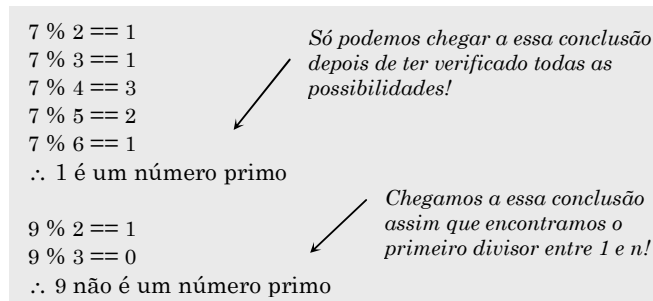 7 % 2 == 1
7 % 3 == 1
7 % 4 == 3
7 % 5 == 2
7 % 6 == 1
∴ 1 é um número primo
Só podemos chegar a essa conclusão
depois de ter verificado todas as
possibilidades!
9 % 2 == 1
9 % 3 == 0
∴ 9 não é um número primo
Chegamos a essa conclusão
assim que encontramos o
primeiro divisor entre 1 e n!